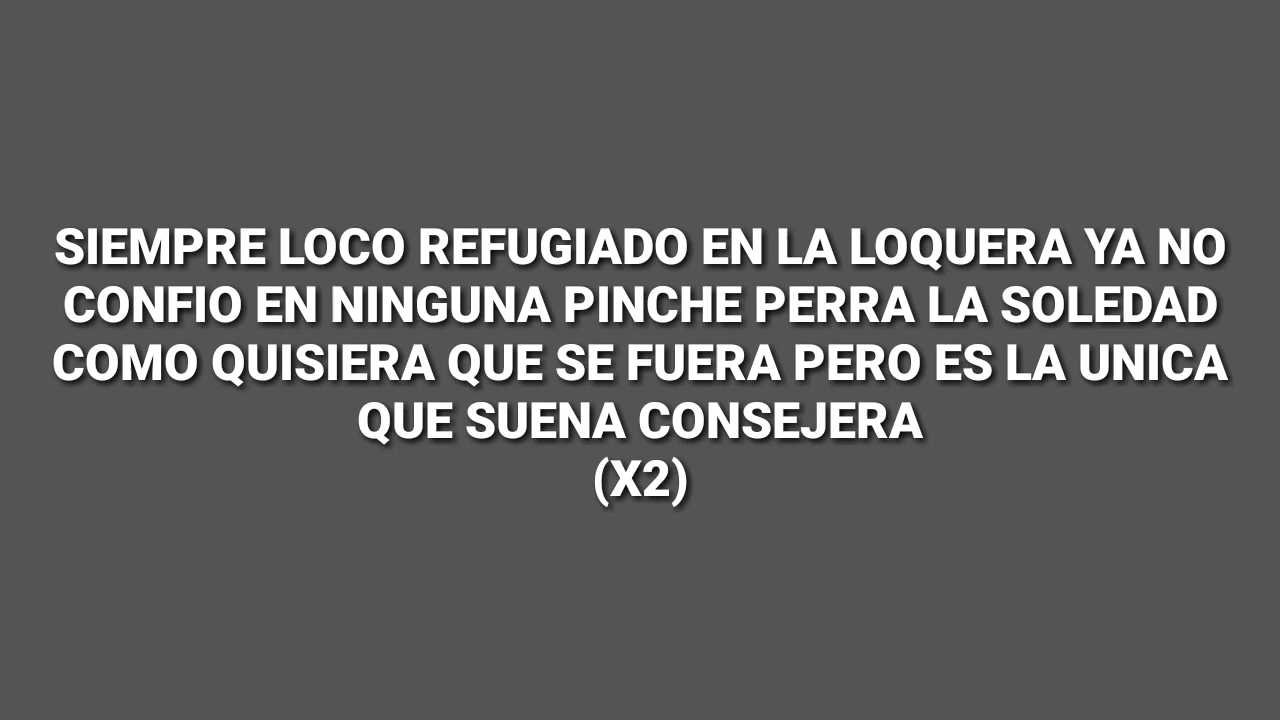 SIEMPRE LOCO REFUGIADO EN LA LOQUERA YA NO
CONFIO EN NINGUNA PINCHE PERRA LA SOLEDAD
COMO QUISIERA QUE SE FUERA PERO ES LA UNICA
QUE SUENA CONSEJERA
(X2)